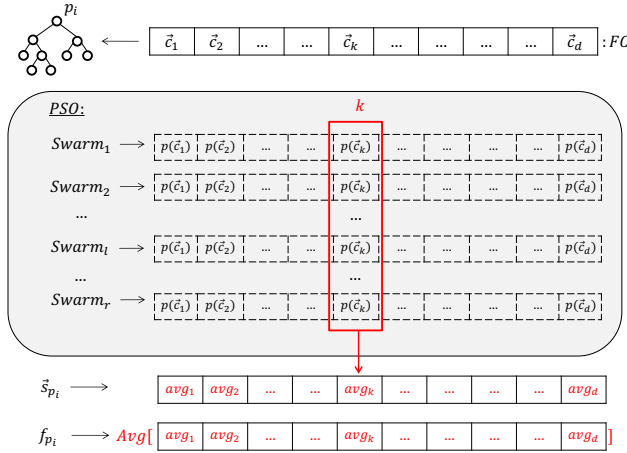 p_i
c⃗_1 c⃗_2 ... ... c⃗_k ... ... ... ... c⃗_d :FC
PSO: k
Swarm_1 p(c⃗_1) p(c⃗_2) ... ... p(c⃗_k) ... ... ... ... p(c⃗_d)
Swarm_2 p(c⃗_1) p(c⃗_2) ... ... p(c⃗_k) ... ... ... ... p(c⃗_d)
... ...
Swarm_l p(c⃗_1) p(c⃗_2) ... ... p(c⃗_k) ... ... ... ... p(c⃗_d)
... ...
Swarm_r p(c⃗_1) p(c⃗_2) ... ... p(c⃗_k) ... ... ... ... p(c⃗_d)
s⃗_{p_i} avg_1 avg_2 ... ... avg_k ... ... ... ... avg_d
f_{p_i} Avg[ avg_1 avg_2 ... ... avg_k ... ... ... ... avg_d ]